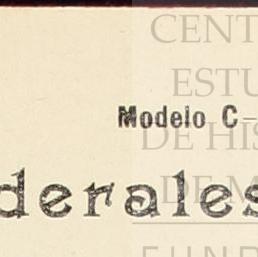 CENT
ESTU
Modelo C-
DE HIS
derales
DE M
FUND